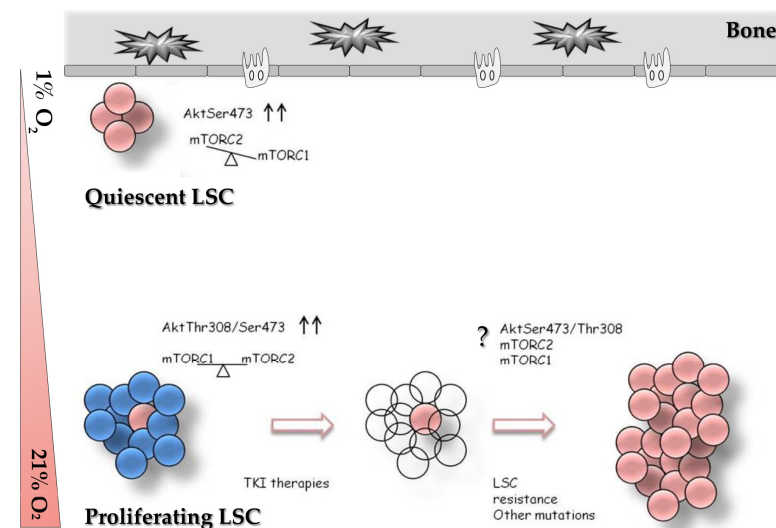 Bone
1% O2
AktSer473 ↑↑
mTORC2
mTORC1
Quiescent LSC
AktThr308/Ser473 ↑↑
mTORC1 mTORC2
? AktSer473/Thr308
mTORC2
mTORC1
21% O2
TKI therapies
LSC
resistance
Other mutations
Proliferating LSC